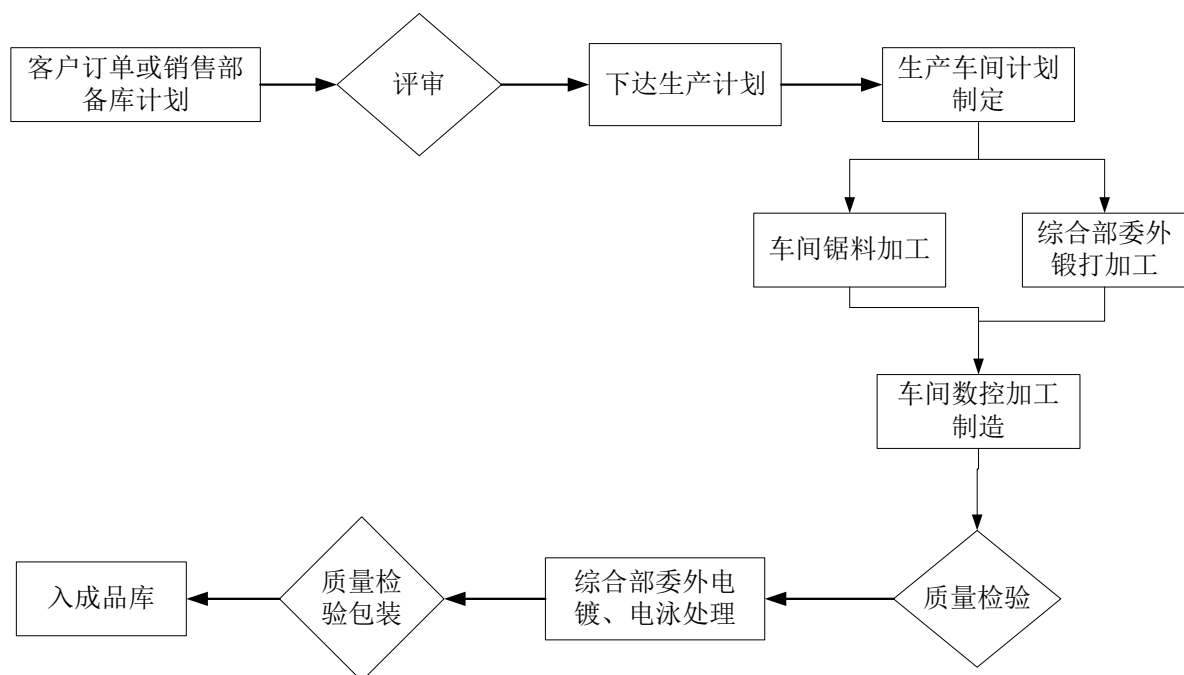 客户订单或销售部
备库计划
评审
下达生产计划
生产车间计划
制定
车间锯料加工
综合部委外
锻打加工
车间数控加工
制造
质量检验
综合部委外电
镀、电泳处理
质量检
验包装
入成品库